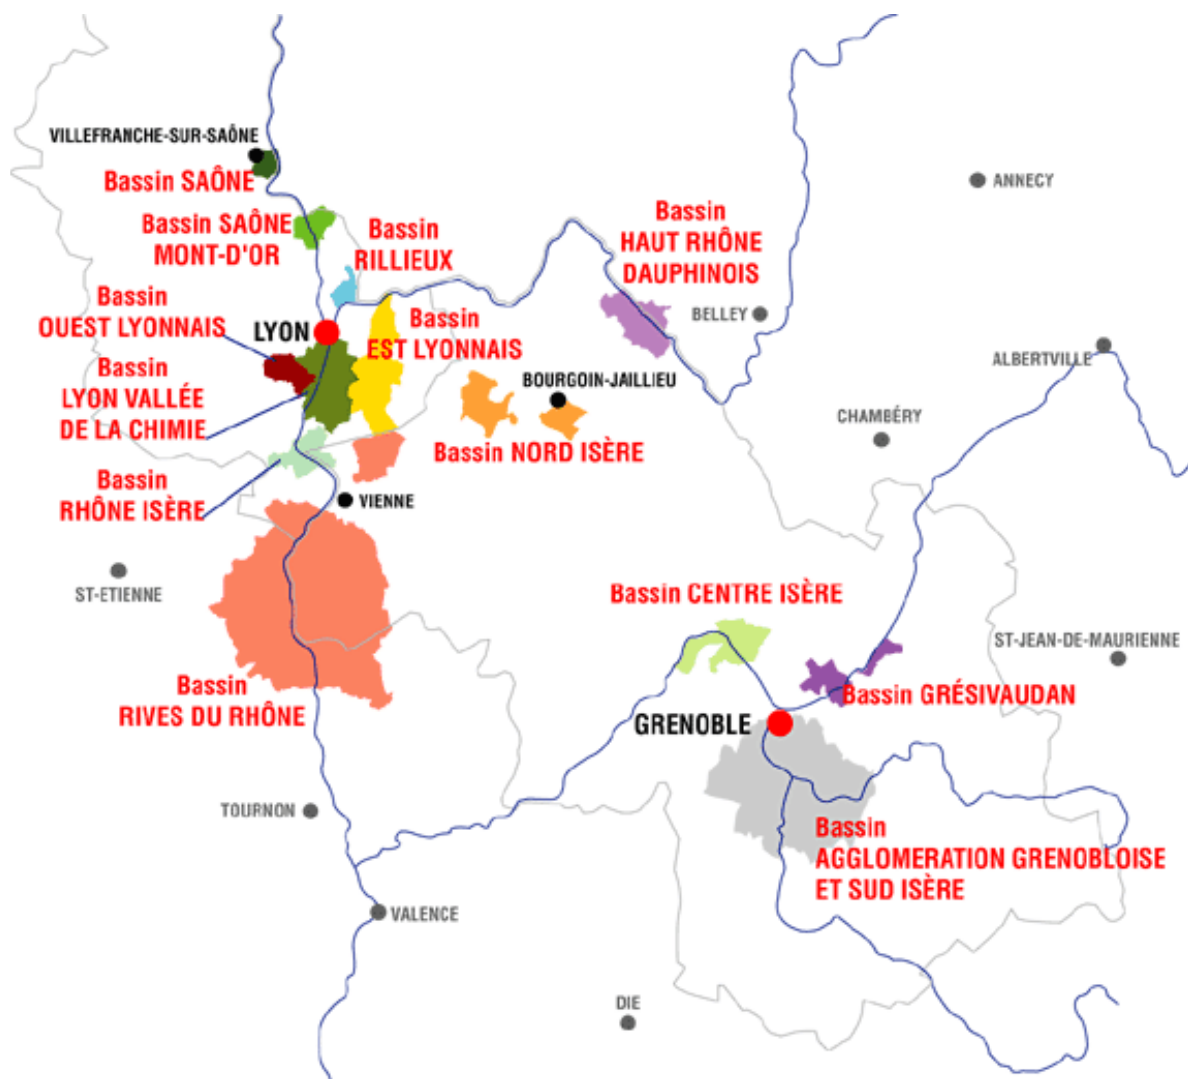 VILLEFRANCHE-SUR-SAÔNE
Bassin SAÔNE
ANNECY
Bassin SAÔNE
MONT-D'OR
Bassin
RILLIEUX
Bassin
HAUT RHÔNE
DAUPHINOIS
Bassin
OUEST LYONNAIS
LYON
Bassin
EST LYONNAIS
BELLEY
ALBERTVILLE
Bassin
LYON VALLÉE
DE LA CHIMIE
BOURGOIN-JAILLIEU
CHAMBÉRY
Bassin NORD ISÈRE
Bassin
RHÔNE ISÈRE
VIENNE
ST-ETIENNE
Bassin CENTRE ISÈRE
ST-JEAN-DE-MAURIENNE
Bassin
RIVES DU RHÔNE
Bassin GRÉSIVAUDAN
GRENOBLE
TOURNON
Bassin
AGGLOMERATION GRENOBLOISE
ET SUD ISÈRE
VALENCE
DIE